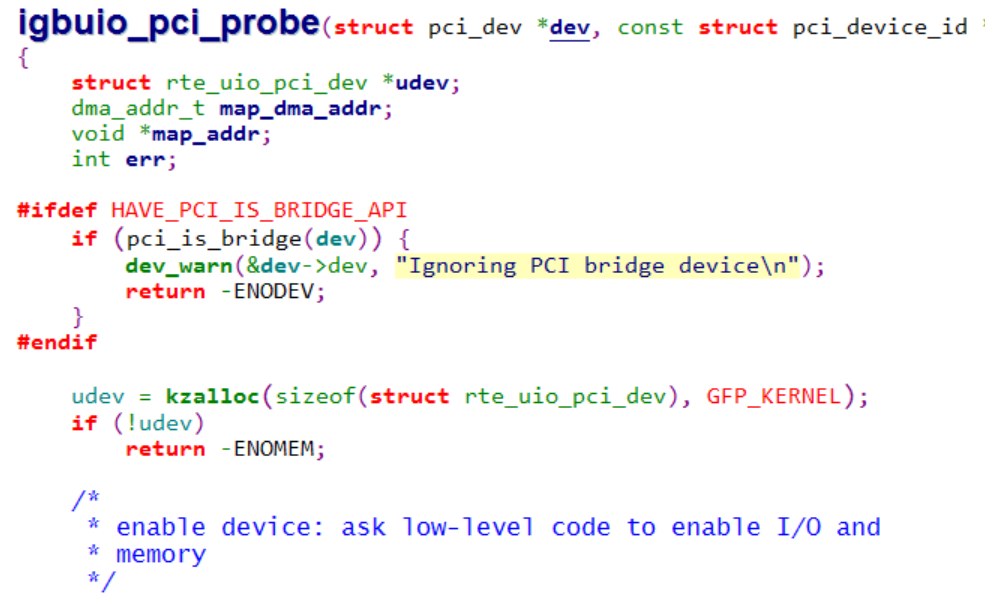 igbuio_pci_probe(struct pci_dev *dev, const struct pci_device_id *
{
    struct rte_uio_pci_dev *udev;
    dma_addr_t map_dma_addr;
    void *map_addr;
    int err;

#ifdef HAVE_PCI_IS_BRIDGE_API
    if (pci_is_bridge(dev)) {
        dev_warn(&dev->dev, "Ignoring PCI bridge device\n");
        return -ENODEV;
    }
#endif

    udev = kzalloc(sizeof(struct rte_uio_pci_dev), GFP_KERNEL);
    if (!udev)
        return -ENOMEM;

    /*
     * enable device: ask low-level code to enable I/O and
     * memory
     */